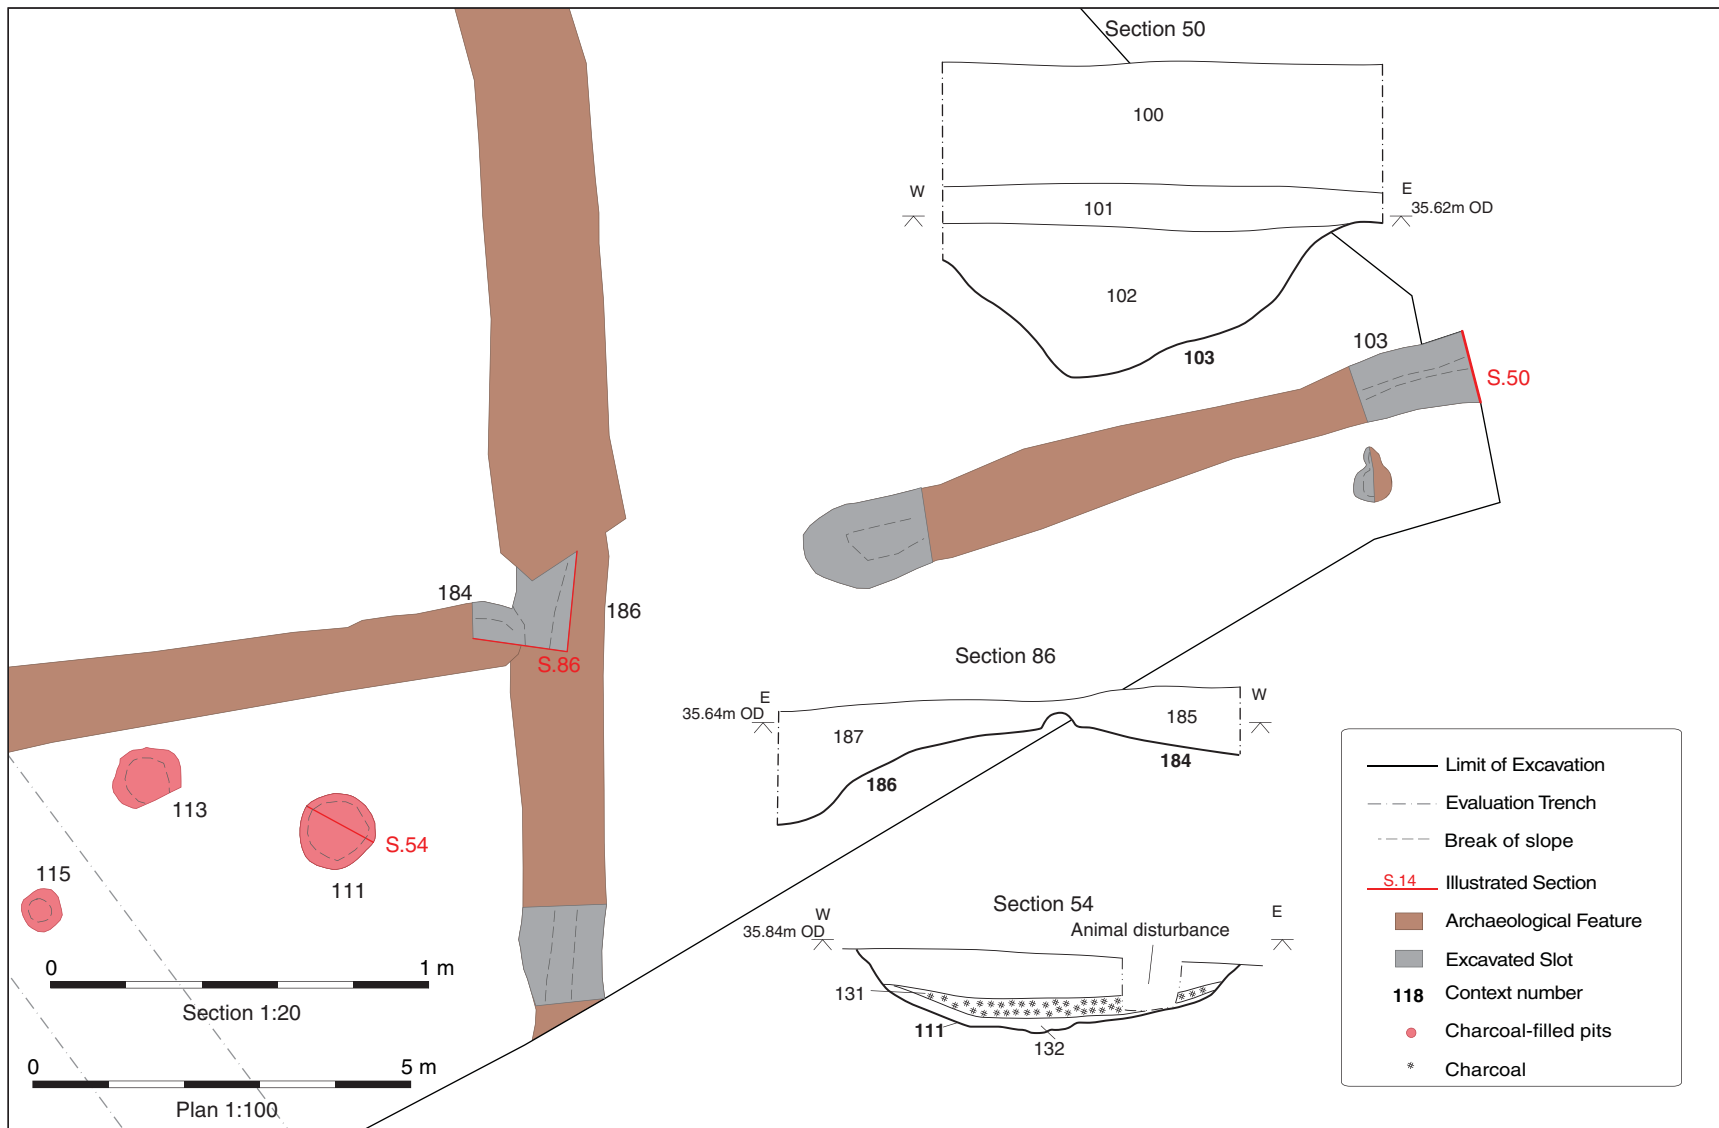 Section 50
100
W
E
101
35.62m OD
102
103
103
S.50
184
186
S.86
Section 86
E
W
35.64m OD
187
185
186
184
113
S.54
115
111
Section 54
W
E
35.84m OD
Animal disturbance
131
111
132
0 1 m
Section 1:20
0 5 m
Plan 1:100
Limit of Excavation
Evaluation Trench
Break of slope
S.14 Illustrated Section
Archaeological Feature
Excavated Slot
118 Context number
Charcoal-filled pits
Charcoal